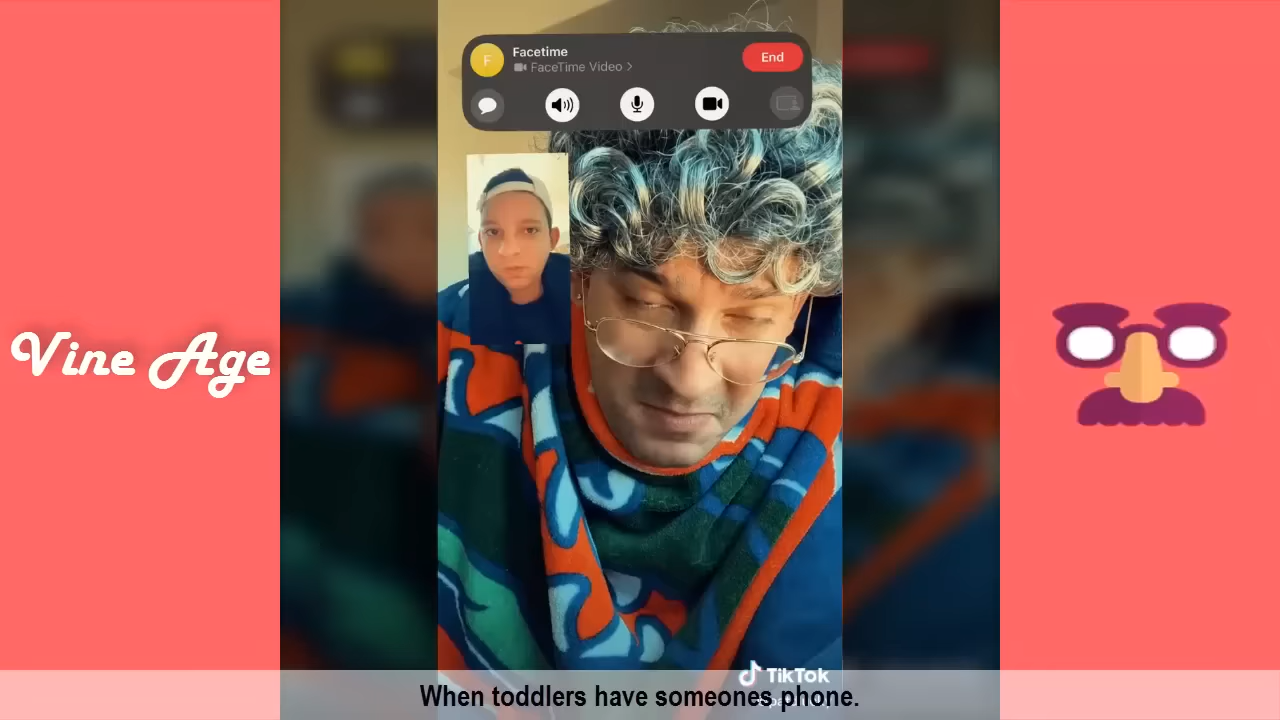 Facetime
F
FaceTime Video >
End
Vine Age
TikTok
When toddlers have someones phone.